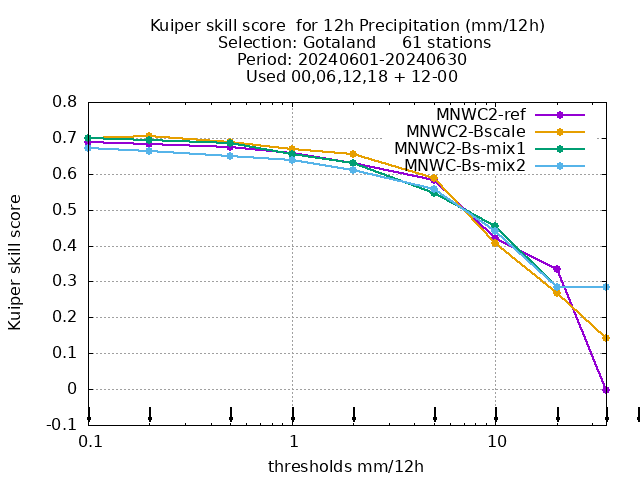 Kuiper skill score  for 12h Precipitation (mm/12h)
Selection: Gotaland     61 stations
Period: 20240601-20240630
Used 00,06,12,18 + 12-00
MNWC2-ref
MNWC2-Bscale
MNWC2-Bs-mix1
MNWC-Bs-mix2
0.8
0.7
0.6
0.5
0.4
0.3
0.2
0.1
0
-0.1
Kuiper skill score
0.1
1
10
thresholds mm/12h